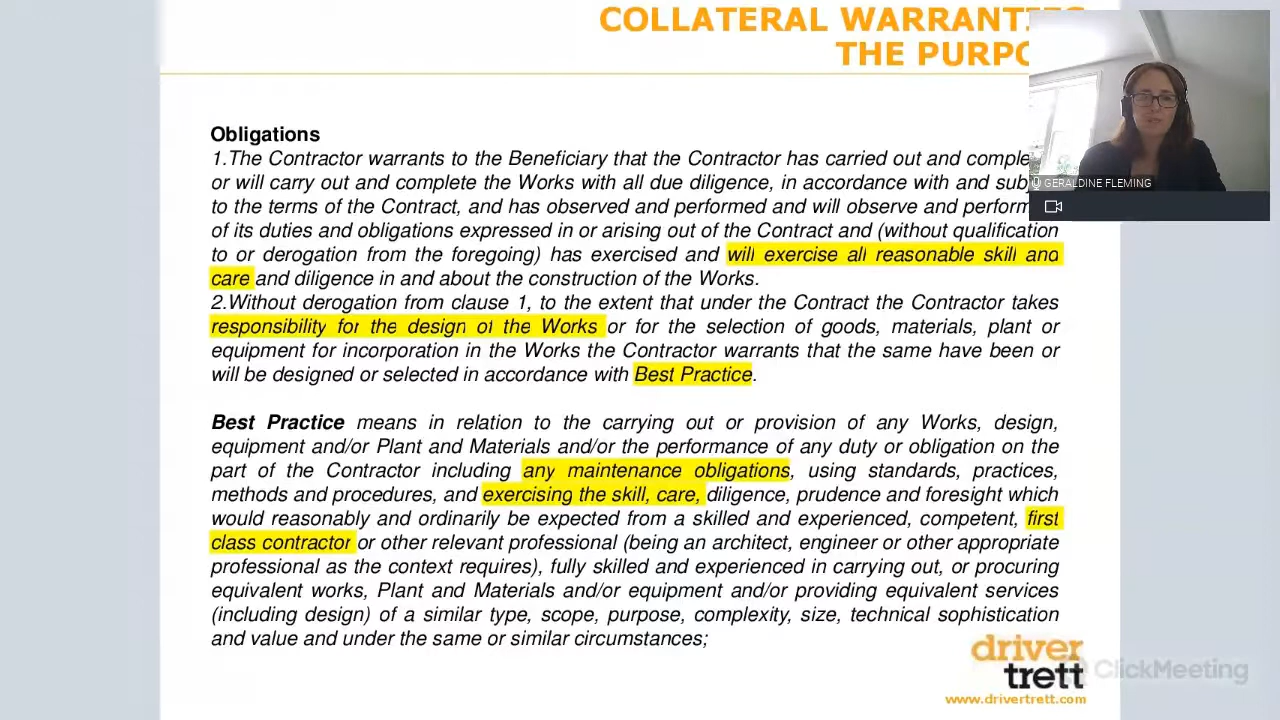 COLLATERAL WARRANTIES
THE PURPO
GERALDINE FLEMING
Obligations
1.The Contractor warrants to the Beneficiary that the Contractor has carried out and comple
or will carry out and complete the Works with all due diligence, in accordance with and subj
to the terms of the Contract, and has observed and performed and will observe and perform
of its duties and obligations expressed in or arising out of the Contract and (without qualification
to or derogation from the foregoing) has exercised and will exercise all reasonable skill and
care and diligence in and about the construction of the Works.
2.Without derogation from clause 1, to the extent that under the Contract the Contractor takes
responsibility for the design of the Works or for the selection of goods, materials, plant or
equipment for incorporation in the Works the Contractor warrants that the same have been or
will be designed or selected in accordance with Best Practice.
Best Practice means in relation to the carrying out or provision of any Works, design,
equipment and/or Plant and Materials and/or the performance of any duty or obligation on the
part of the Contractor including any maintenance obligations, using standards, practices,
methods and procedures, and exercising the skill, care, diligence, prudence and foresight which
would reasonably and ordinarily be expected from a skilled and experienced, competent, first
class contractor or other relevant professional (being an architect, engineer or other appropriate
professional as the context requires), fully skilled and experienced in carrying out, or procuring
equivalent works, Plant and Materials and/or equipment and/or providing equivalent services
(including design) of a similar type, scope, purpose, complexity, size, technical sophistication
and value and under the same or similar circumstances;
driver
trett
ClickMeeting
www.drivertrett.com